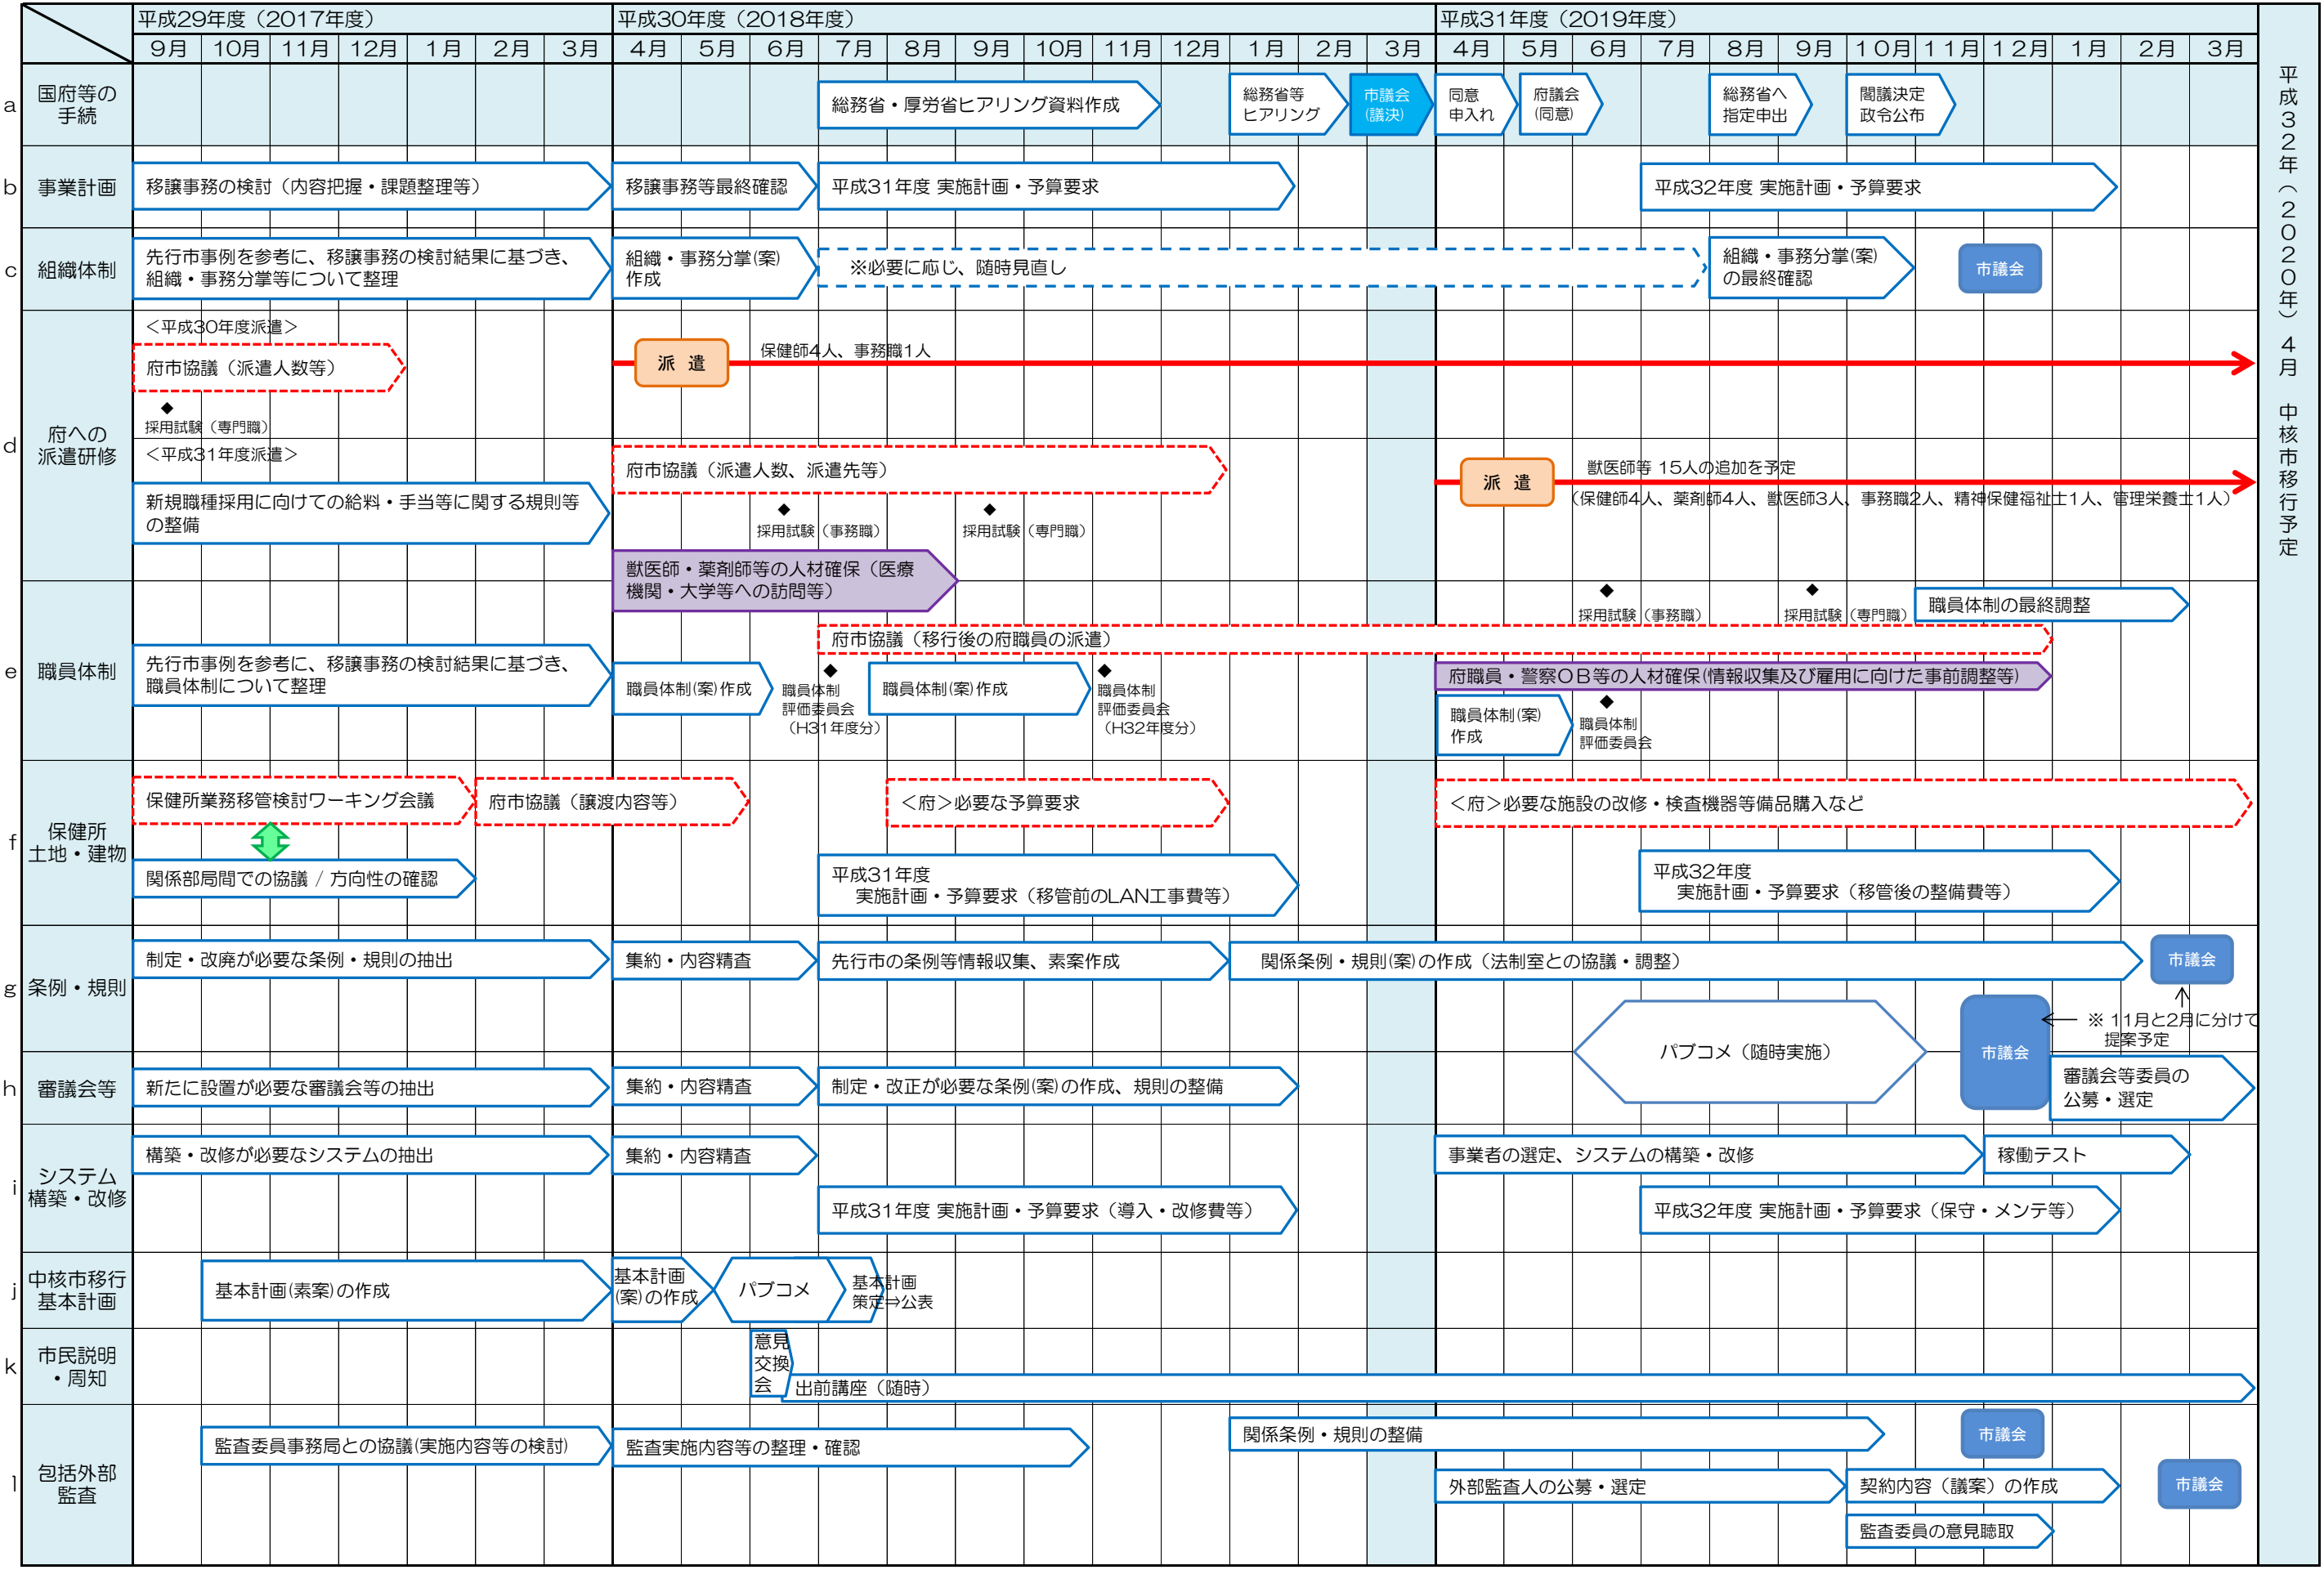 平成29年度（2017年度）
平成30年度（2018年度）
平成31年度（2019年度）
9月 10月 11月 12月 1月 2月 3月 4月 5月 6月 7月 8月 9月 10月 11月 12月 1月 2月 3月 4月 5月 6月 7月 8月 9月 10月 11月 12月 1月 2月 3月
平成32年（2020年）4月 中核市移行予定
a
国府等の
手続
総務省・厚労省ヒアリング資料作成
総務省等
ヒアリング
市議会
(議決)
同意
申入れ
府議会
(同意)
総務省へ
指定申出
閣議決定
政令公布
b
事業計画
移譲事務の検討（内容把握・課題整理等）
移譲事務等最終確認
平成31年度 実施計画・予算要求
平成32年度 実施計画・予算要求
c
組織体制
先行市事例を参考に、移譲事務の検討結果に基づき、
組織・事務分掌等について整理
組織・事務分掌(案)
作成
※必要に応じ、随時見直し
組織・事務分掌(案)
の最終確認
市議会
d
府への
派遣研修
＜平成30年度派遣＞
府市協議（派遣人数等）
◆
採用試験（専門職）
派 遣
保健師4人、事務職1人
＜平成31年度派遣＞
新規職種採用に向けての給料・手当等に関する規則等
の整備
府市協議（派遣人数、派遣先等）
◆
採用試験（事務職）
◆
採用試験（専門職）
獣医師・薬剤師等の人材確保（医療
機関・大学等への訪問等）
派 遣
獣医師等 15人の追加を予定
（保健師4人、薬剤師4人、獣医師3人、事務職2人、精神保健福祉士1人、管理栄養士1人）
e
職員体制
先行市事例を参考に、移譲事務の検討結果に基づき、
職員体制について整理
◆
採用試験（事務職）
◆
採用試験（専門職）
職員体制の最終調整
府市協議（移行後の府職員の派遣）
職員体制(案)作成
◆
職員体制
評価委員会
（H31年度分）
職員体制(案)作成
◆
職員体制
評価委員会
（H32年度分）
府職員・警察ＯＢ等の人材確保(情報収集及び雇用に向けた事前調整等)
職員体制(案)
作成
◆
職員体制
評価委員会
f
保健所
土地・建物
保健所業務移管検討ワーキング会議
府市協議（譲渡内容等）
＜府＞必要な予算要求
＜府＞必要な施設の改修・検査機器等備品購入など
関係部局間での協議 / 方向性の確認
平成31年度
実施計画・予算要求（移管前のLAN工事費等）
平成32年度
実施計画・予算要求（移管後の整備費等）
g
条例・規則
制定・改廃が必要な条例・規則の抽出
集約・内容精査
先行市の条例等情報収集、素案作成
関係条例・規則(案)の作成（法制室との協議・調整）
市議会
パブコメ（随時実施）
市議会
※ 11月と2月に分けて
提案予定
h
審議会等
新たに設置が必要な審議会等の抽出
集約・内容精査
制定・改正が必要な条例(案)の作成、規則の整備
審議会等委員の
公募・選定
i
システム
構築・改修
構築・改修が必要なシステムの抽出
集約・内容精査
事業者の選定、システムの構築・改修
稼働テスト
平成31年度 実施計画・予算要求（導入・改修費等）
平成32年度 実施計画・予算要求（保守・メンテ等）
j
中核市移行
基本計画
基本計画(素案)の作成
基本計画
(案)の作成
パブコメ
基本計画
策定⇒公表
k
市民説明
・周知
意見
交換
会
出前講座（随時）
l
包括外部
監査
監査委員事務局との協議(実施内容等の検討)
監査実施内容等の整理・確認
関係条例・規則の整備
市議会
外部監査人の公募・選定
契約内容（議案）の作成
市議会
監査委員の意見聴取